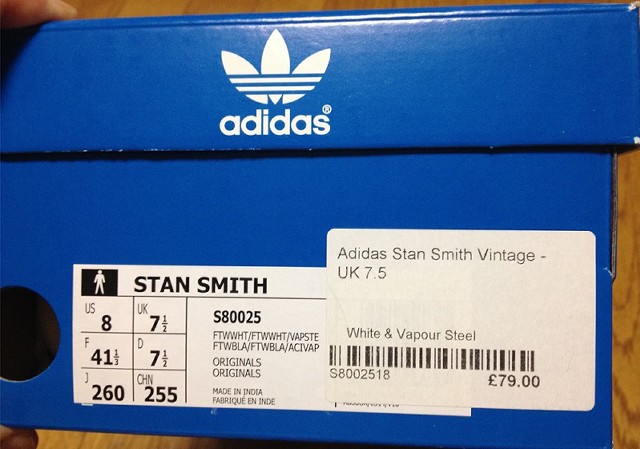 adidas®
STAN SMITH
US 8
UK 7½
F 41⅓
D 7½
J 260
CHN 255
S80025
FTWWHT/FTWWHT/VAPSTE
FTWBLA/FTWBLA/ACIVAP
ORIGINALS
ORIGINALS
MADE IN INDIA
FABRIQUÉ EN INDE
Adidas Stan Smith Vintage -
UK 7.5
White & Vapour Steel
S8002518
£79.00